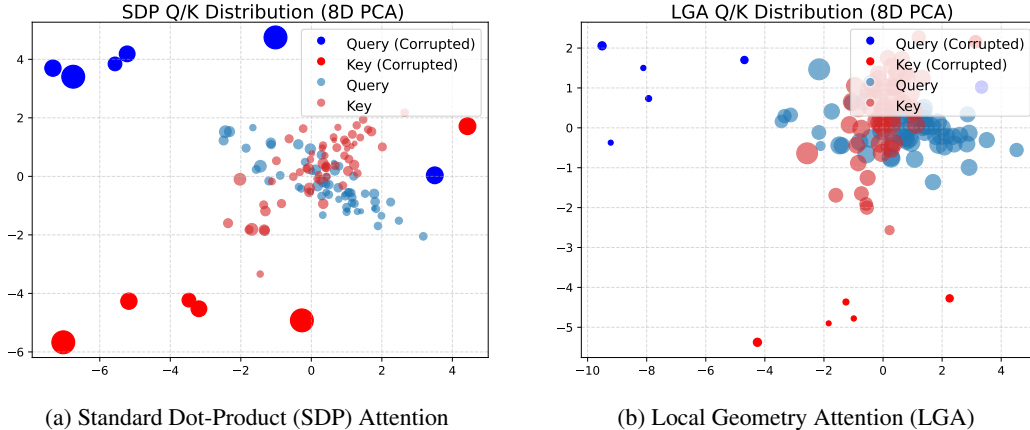 SDP Q/K Distribution (8D PCA)
Query (Corrupted)
Key (Corrupted)
Query
Key
4
2
0
−2
−4
−6
−6
−4
−2
0
2
4
(a) Standard Dot-Product (SDP) Attention
LGA Q/K Distribution (8D PCA)
Query (Corrupted)
Key (Corrupted)
Query
Key
2
1
0
−1
−2
−3
−4
−5
−10
−8
−6
−4
−2
0
2
4
(b) Local Geometry Attention (LGA)